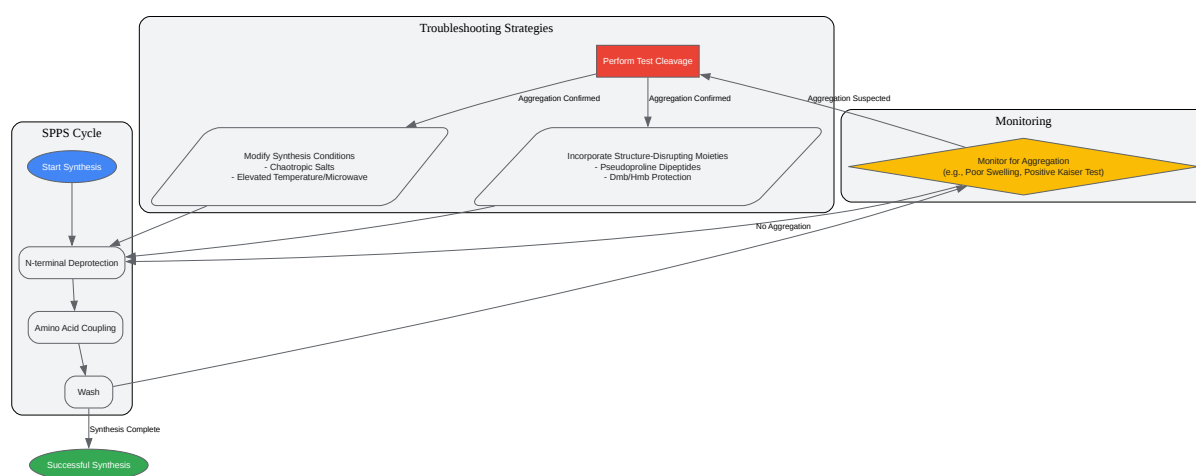 Troubleshooting Strategies
Perform Test Cleavage
Aggregation Confirmed
Aggregation Confirmed
Aggregation Suspected
Modify Synthesis Conditions
- Chaotropic Salts
- Elevated Temperature/Microwave
Incorporate Structure-Disrupting Moieties
- Pseudoproline Dipeptides
- Dmb/Hmb Protection
Monitoring
Monitor for Aggregation
(e.g., Poor Swelling, Positive Kaiser Test)
No Aggregation
SPPS Cycle
Start Synthesis
N-terminal Deprotection
Amino Acid Coupling
Wash
Synthesis Complete
Successful Synthesis